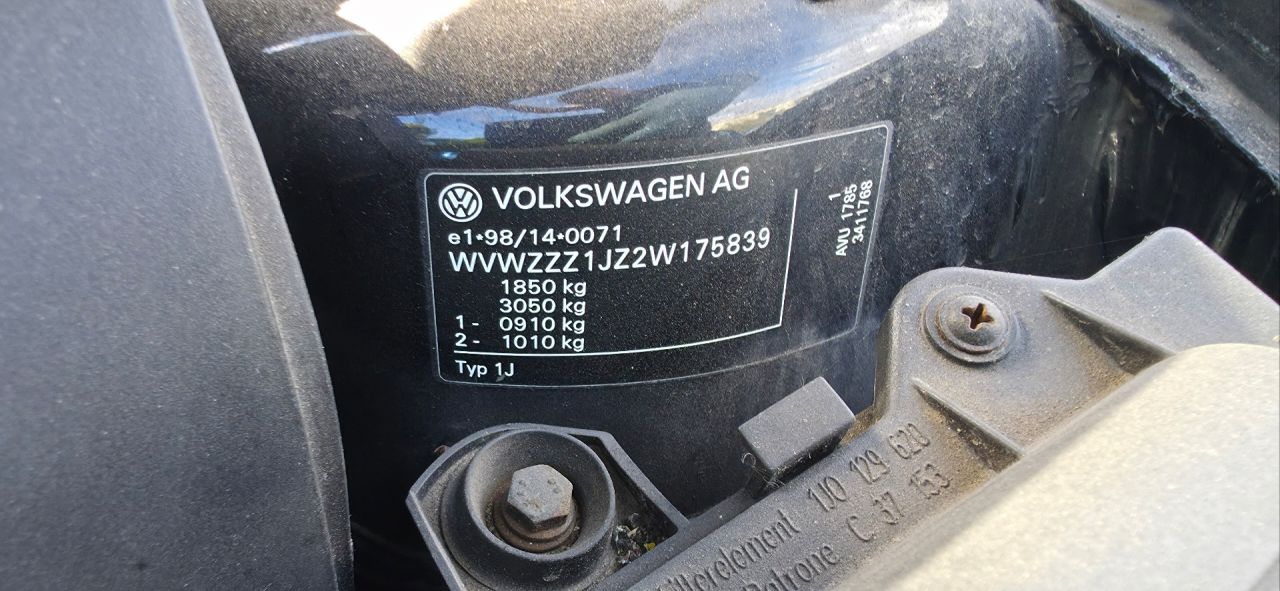 VOLKSWAGEN AG
e1*98/14*0071
WVWZZZ1JZ2W175839
1850 kg
3050 kg
1 - 0910 kg
2 - 1010 kg
Typ 1J
1
AVU 1785
3411768
1J0 129 620
C 37 153